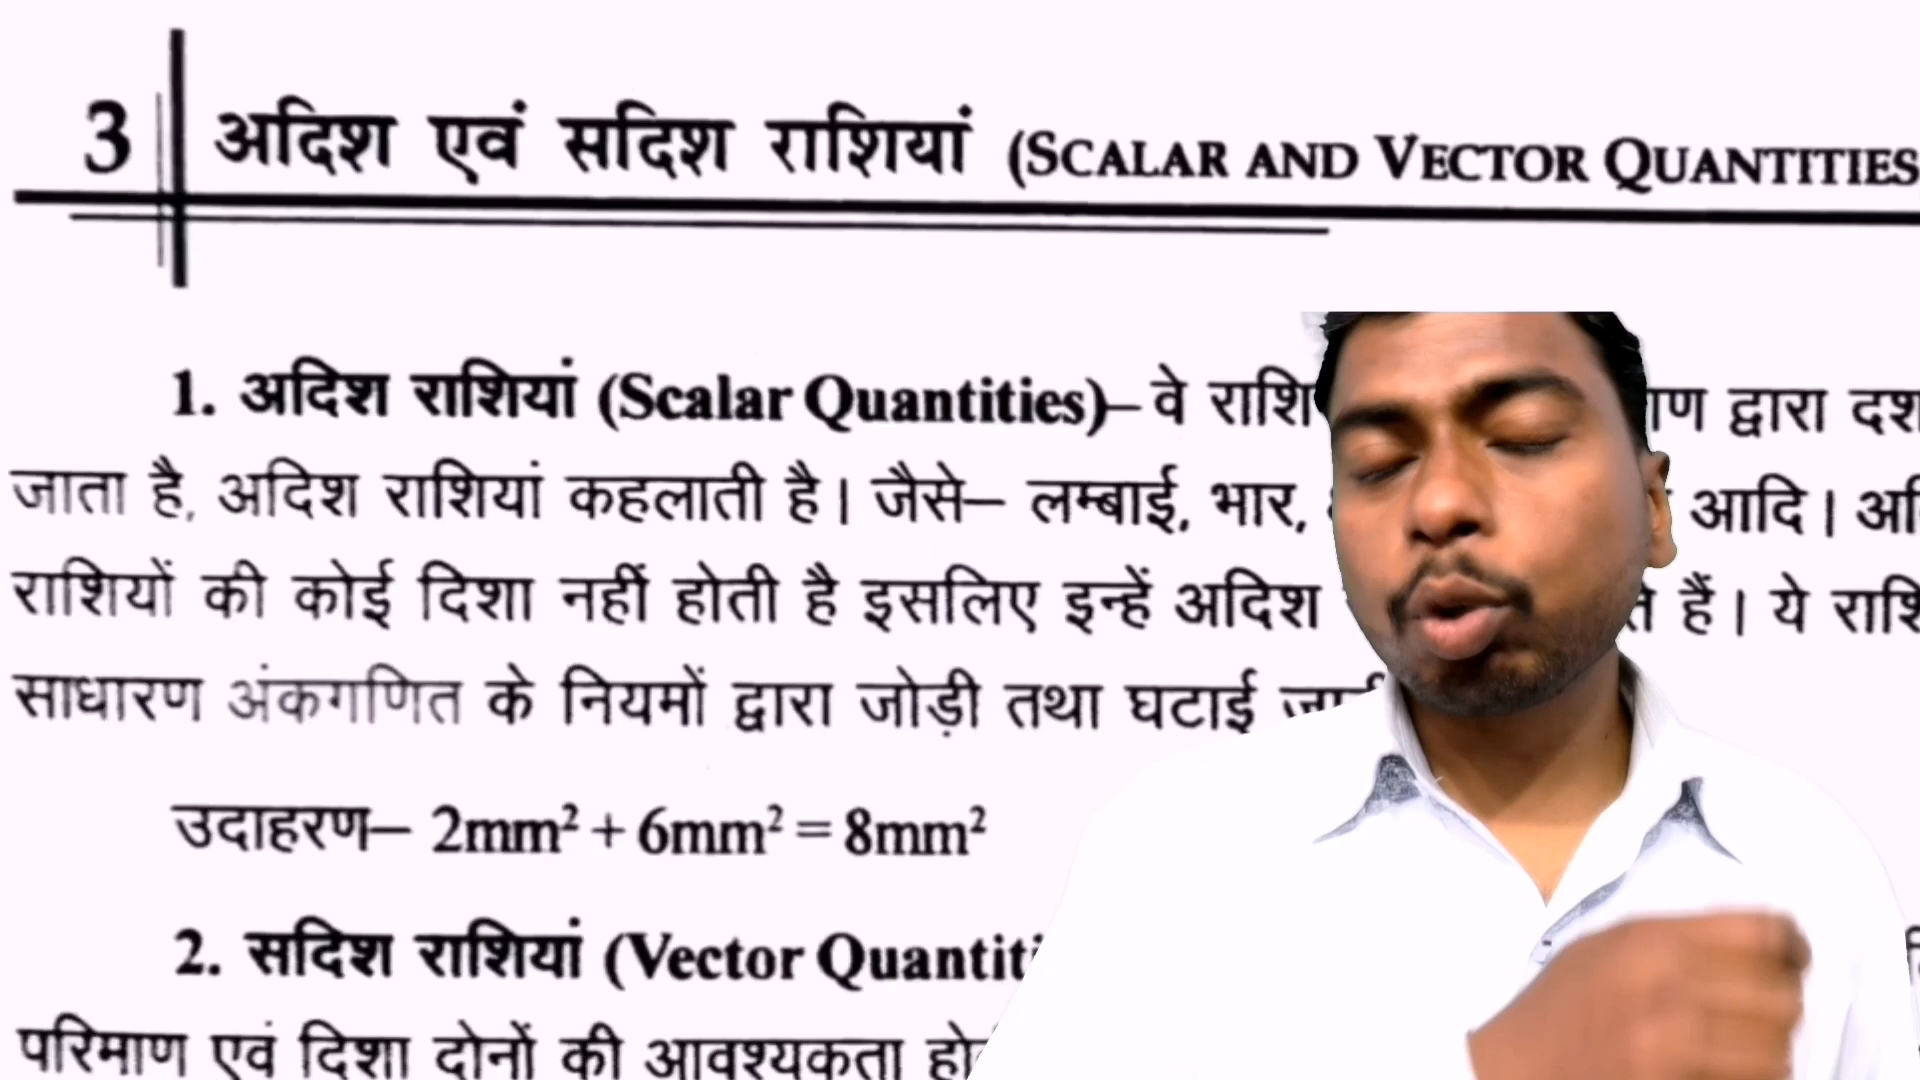 3 अदिश एवं सदिश राशियां (SCALAR AND VECTOR QUANTITIES
1. अदिश राशियां (Scalar Quantities)– वे द्वारा
जाता है, अदिश राशियां कहलाती है। जैसे– लम्बाई, भार, आदि।
राशियों की कोई दिशा नहीं होती है इसलिए इन्हें अदिश हैं। ये
साधारण अंकगणित के नियमों द्वारा जोड़ी तथा घटाई
उदाहरण– 2mm² + 6mm² = 8mm²
2. सदिश राशियां (Vector
परिमाण एवं दिशा दोनों की आवश्यकता